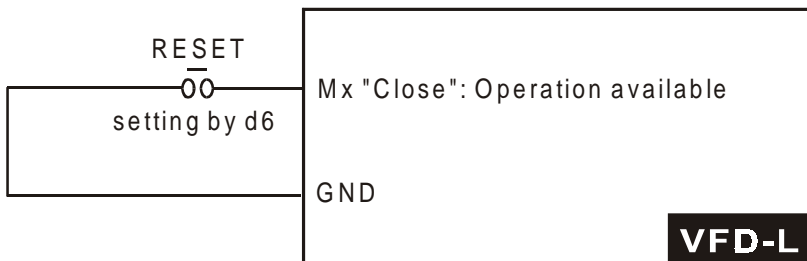 RESET
Mx "Close": Operation available
setting by d6
GND
VFD-L